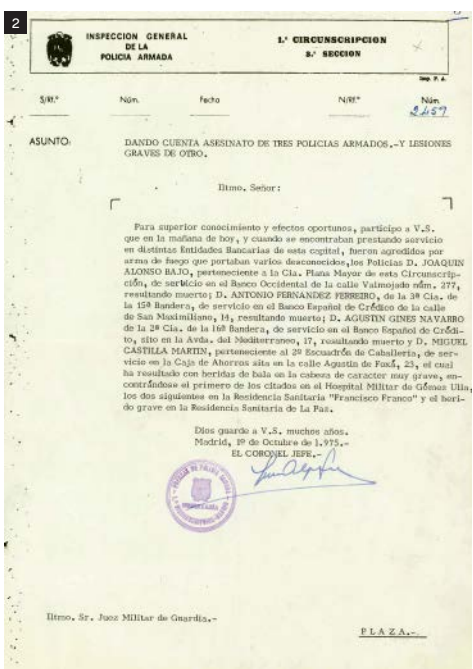 2
INSPECCION GENERAL
DE LA
POLICIA ARMADA
1.ª CIRCUNSCRIPCION
3.ª SECCION
Imp. P. A.
S/Rf.ª Núm. Fecha N/Rf.ª Núm.
2459
ASUNTO: DANDO CUENTA ASESINATO DE TRES POLICIAS ARMADOS.-Y LESIONES
GRAVES DE OTRO.
Iltmo. Señor:
Para superior conocimiento y efectos oportunos, participo a V.S.
que en la mañana de hoy, y cuando se encontraban prestando servicio
en distintas Entidades Bancarias de esta capital, fueron agredidos por
arma de fuego que portaban varios desconocidos,los Policías D. JOAQUIN
ALONSO BAJO, perteneciente a la Cia. Plana Mayor de esta Circunscrip-
ción, de servicio en el Banco Occidental de la calle Valmojado núm. 277,
resultando muerto; D. ANTONIO FERNANDEZ FERREIRO, de la 3ª Cia. de
la 15ª Bandera, de servicio en el Banco Español de Crédico de la calle
de San Maximiliano, 14, resultando muerto; D. AGUSTIN GINES NAVARRO
de la 2ª Cia. de la 16ª Bandera, de servicio en el Banco Español de Crédi-
to, sito en la Avda. del Mediterraneo, 17, resultando muerto y D. MIGUEL
CASTILLA MARTIN, perteneciente al 2º Escuadrón de Caballería, de ser-
vicio en la Caja de Ahorros sita en la calle Agustin de Foxá, 23, el cual
ha resultado con heridas de bala en la cabeza de caracter muy grave, en-
contrándose el primero de los citados en el Hospital Militar de Gómez Ulla,
los dos siguientes en la Residencia Sanitaria "Francisco Franco" y el heri-
do grave en la Residencia Sanitaria de La Paz.
Dios guarde a V.S. muchos años.
Madrid, 1º de Octubre de 1.975.-
EL CORONEL JEFE.-
Iltmo. Sr. Juez Militar de Guardia.-
PLAZA.-